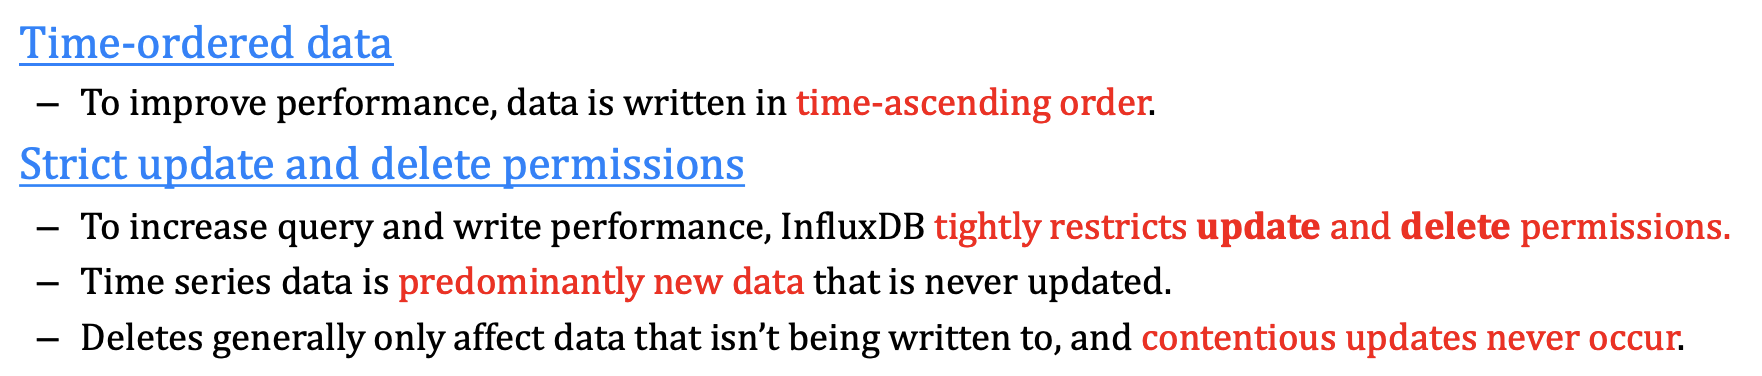 Time-ordered data
– To improve performance, data is written in time-ascending order.
Strict update and delete permissions
– To increase query and write performance, InfluxDB tightly restricts update and delete permissions.
– Time series data is predominantly new data that is never updated.
– Deletes generally only affect data that isn’t being written to, and contentious updates never occur.